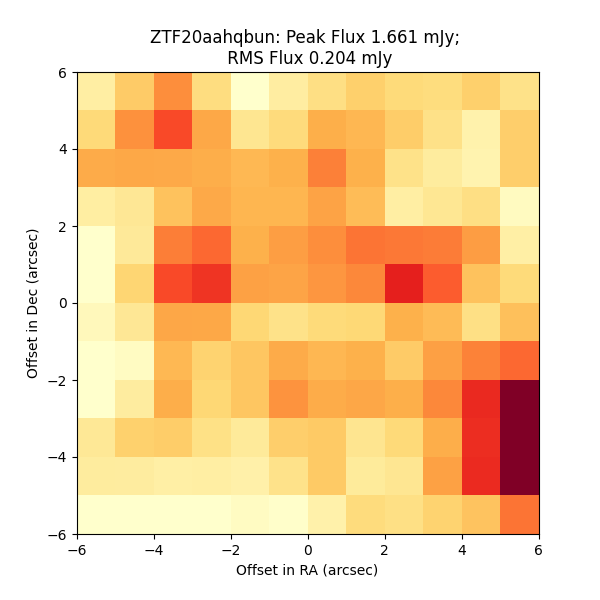 ZTF20aahqbun: Peak Flux 1.661 mJy;
RMS Flux 0.204 mJy
6
4
2
0
−2
−4
−6
Offset in Dec (arcsec)
−6 −4 −2 0 2 4 6
Offset in RA (arcsec)